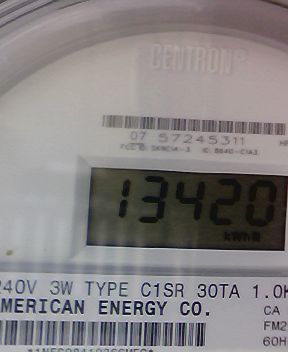 CENTRON®
07 57245311
13420
kWh
240V 3W TYPE C1SR 30TA 1.0K
AMERICAN ENERGY CO.
CA
FM2
60H